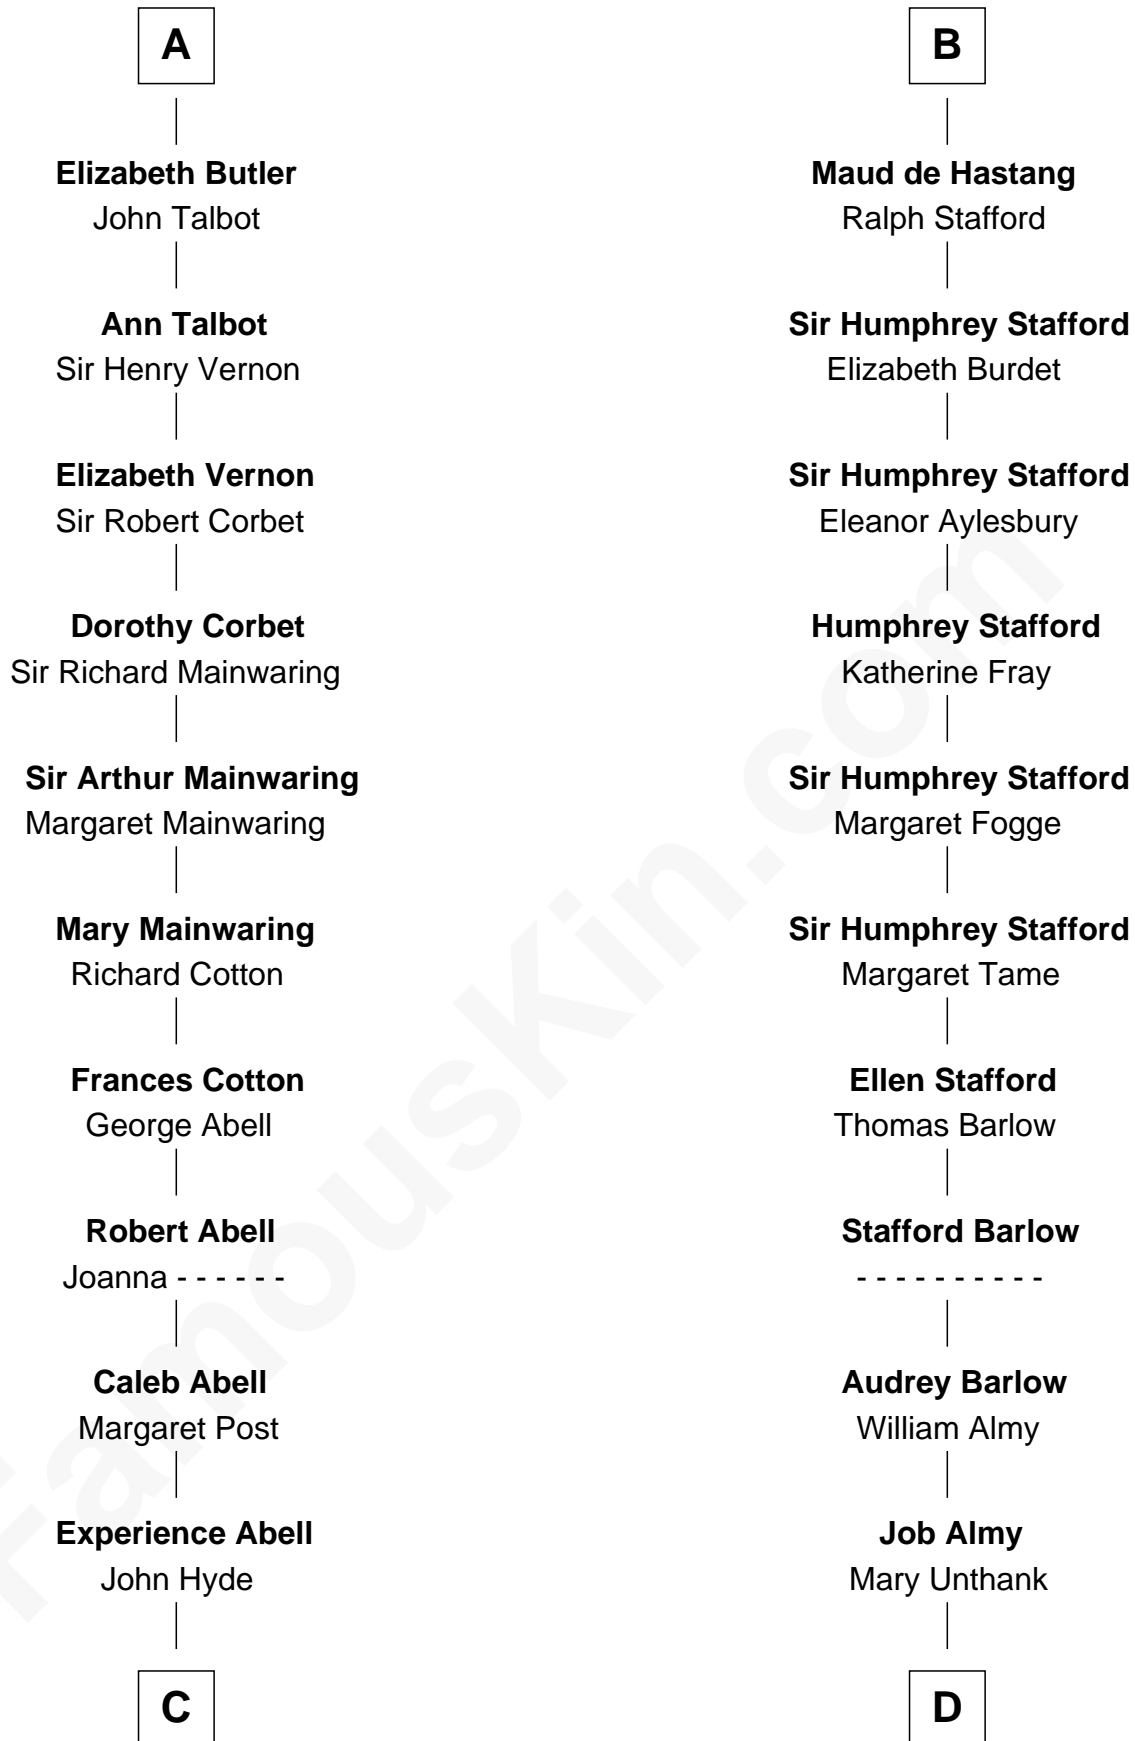 A
Elizabeth Butler
John Talbot
Ann Talbot
Sir Henry Vernon
Elizabeth Vernon
Sir Robert Corbet
Dorothy Corbet
Sir Richard Mainwaring
Sir Arthur Mainwaring
Margaret Mainwaring
Mary Mainwaring
Richard Cotton
Frances Cotton
George Abell
Robert Abell
Joanna - - - - - -
Caleb Abell
Margaret Post
Experience Abell
John Hyde
C
B
Maud de Hastang
Ralph Stafford
Sir Humphrey Stafford
Elizabeth Burdet
Sir Humphrey Stafford
Eleanor Aylesbury
Humphrey Stafford
Katherine Fray
Sir Humphrey Stafford
Margaret Fogge
Sir Humphrey Stafford
Margaret Tame
Ellen Stafford
Thomas Barlow
Stafford Barlow
- - - - - - - - - -
Audrey Barlow
William Almy
Job Almy
Mary Unthank
D
FamousKin.com